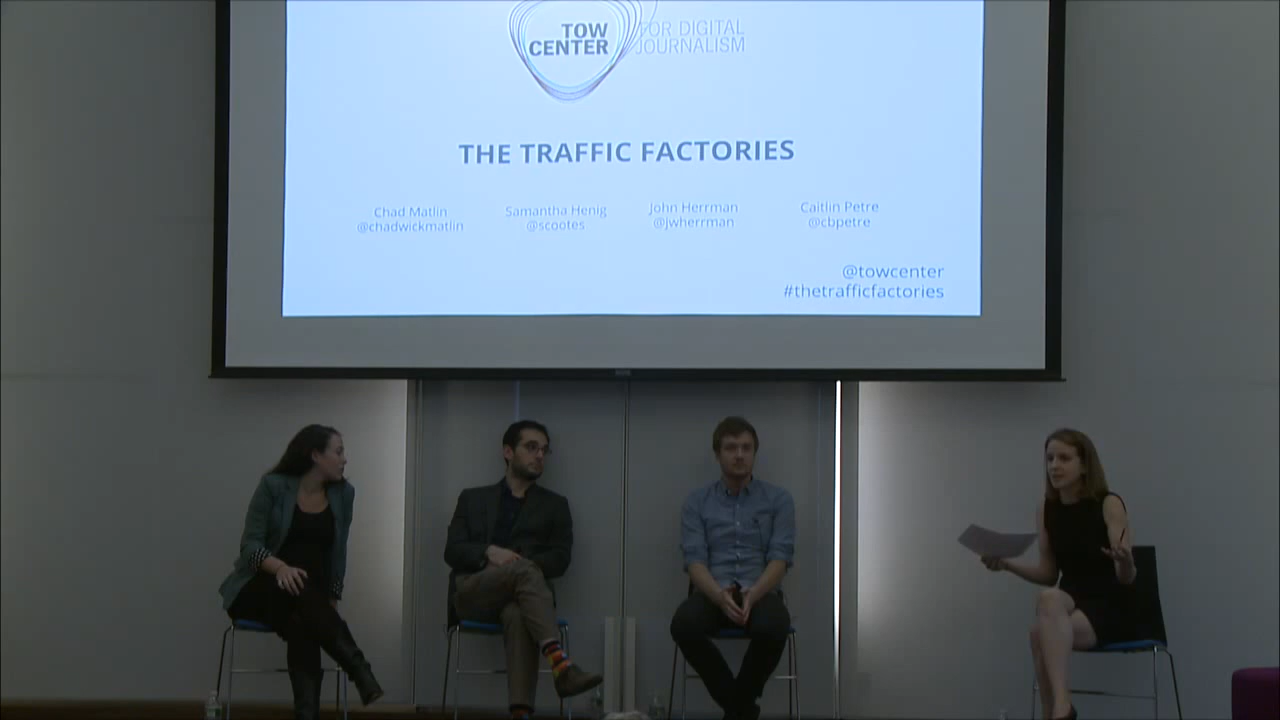 TOW
CENTER
FOR DIGITAL
JOURNALISM
THE TRAFFIC FACTORIES
Chad Matlin
@chadwickmatlin
Samantha Henig
@scootes
John Herrman
@jwherrman
Caitlin Petre
@cbpetre
@towcenter
#thetrafficfactories